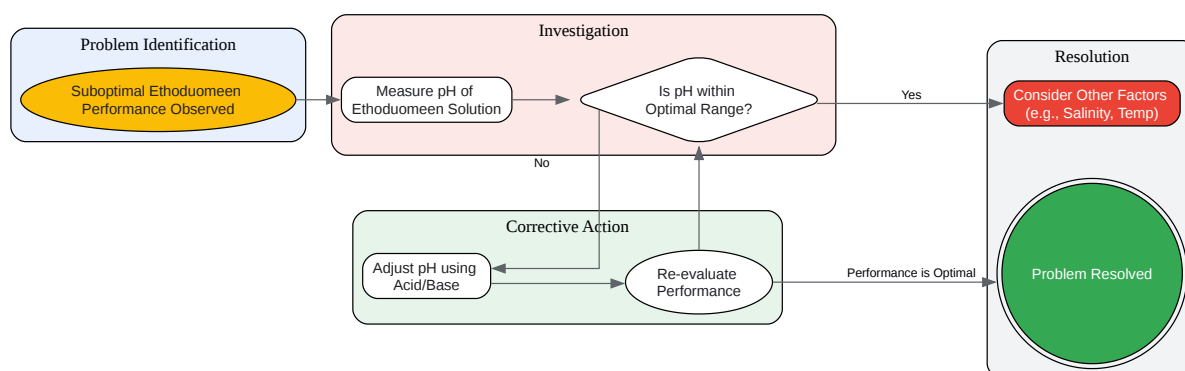 Problem Identification
Suboptimal Ethoduomeen
Performance Observed
Investigation
Measure pH of
Ethoduomeen Solution
Is pH within
Optimal Range?
Yes
No
Corrective Action
Adjust pH using
Acid/Base
Re-evaluate
Performance
Performance is Optimal
Resolution
Consider Other Factors
(e.g., Salinity, Temp)
Problem Resolved